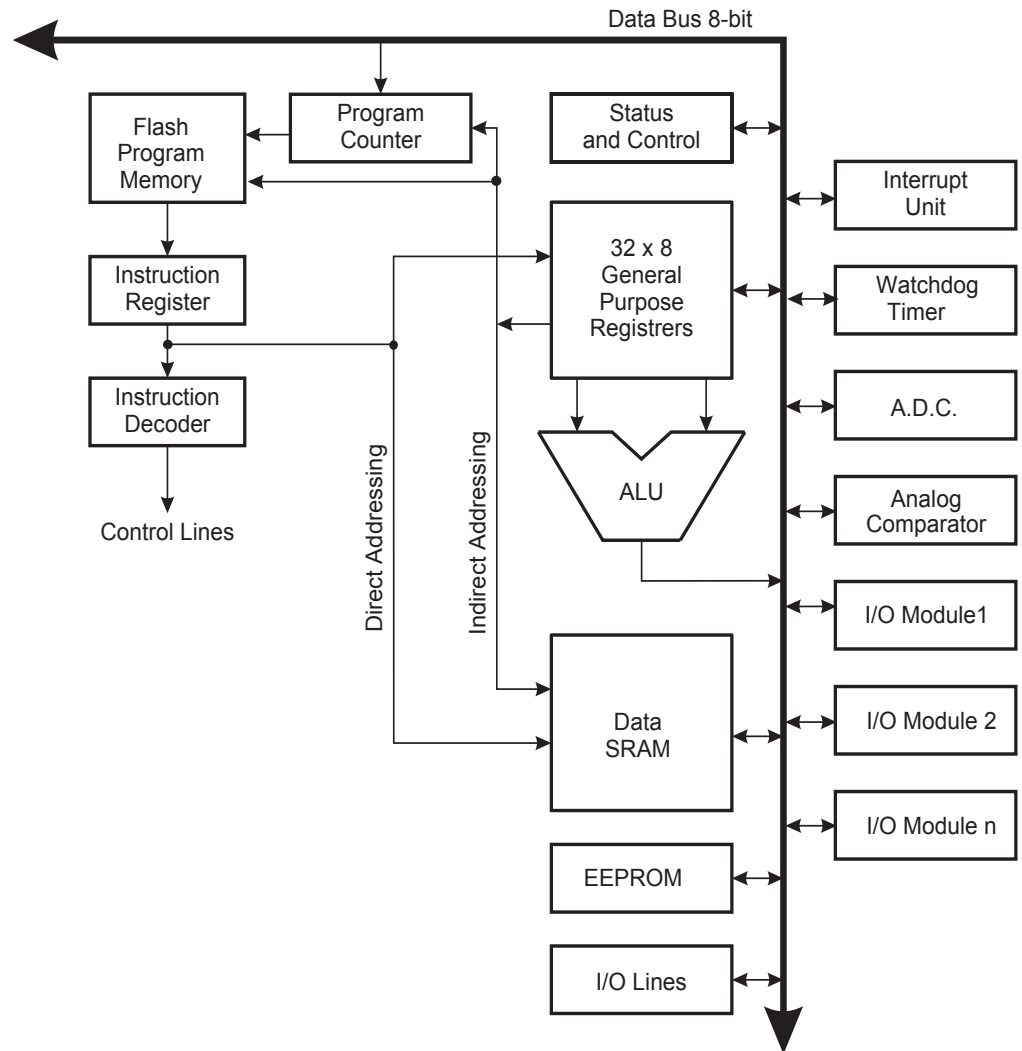 Data Bus 8-bit
Flash
Program
Memory
Program
Counter
Status
and Control
Interrupt
Unit
32 x 8
General
Purpose
Registrers
Instruction
Register
Watchdog
Timer
Instruction
Decoder
A.D.C.
Direct Addressing
Indirect Addressing
ALU
Analog
Comparator
Control Lines
I/O Module1
Data
SRAM
I/O Module 2
I/O Module n
EEPROM
I/O Lines